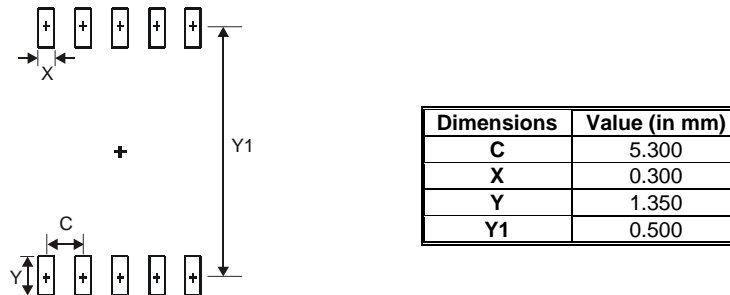 X
Y1
C
Y
Dimensions Value (in mm)
C 5.300
X 0.300
Y 1.350
Y1 0.500